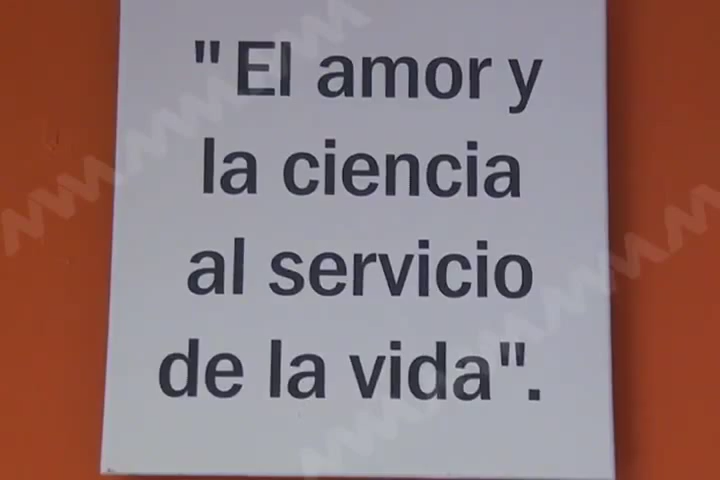 "El amor y
la ciencia
al servicio
de la vida".